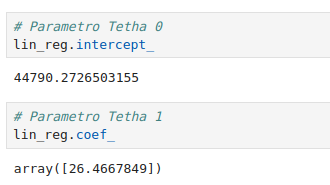 # Parametro Tetha 0
lin_reg.intercept_
44790.2726503155
# Parametro Tetha 1
lin_reg.coef_
array([26.4667849])